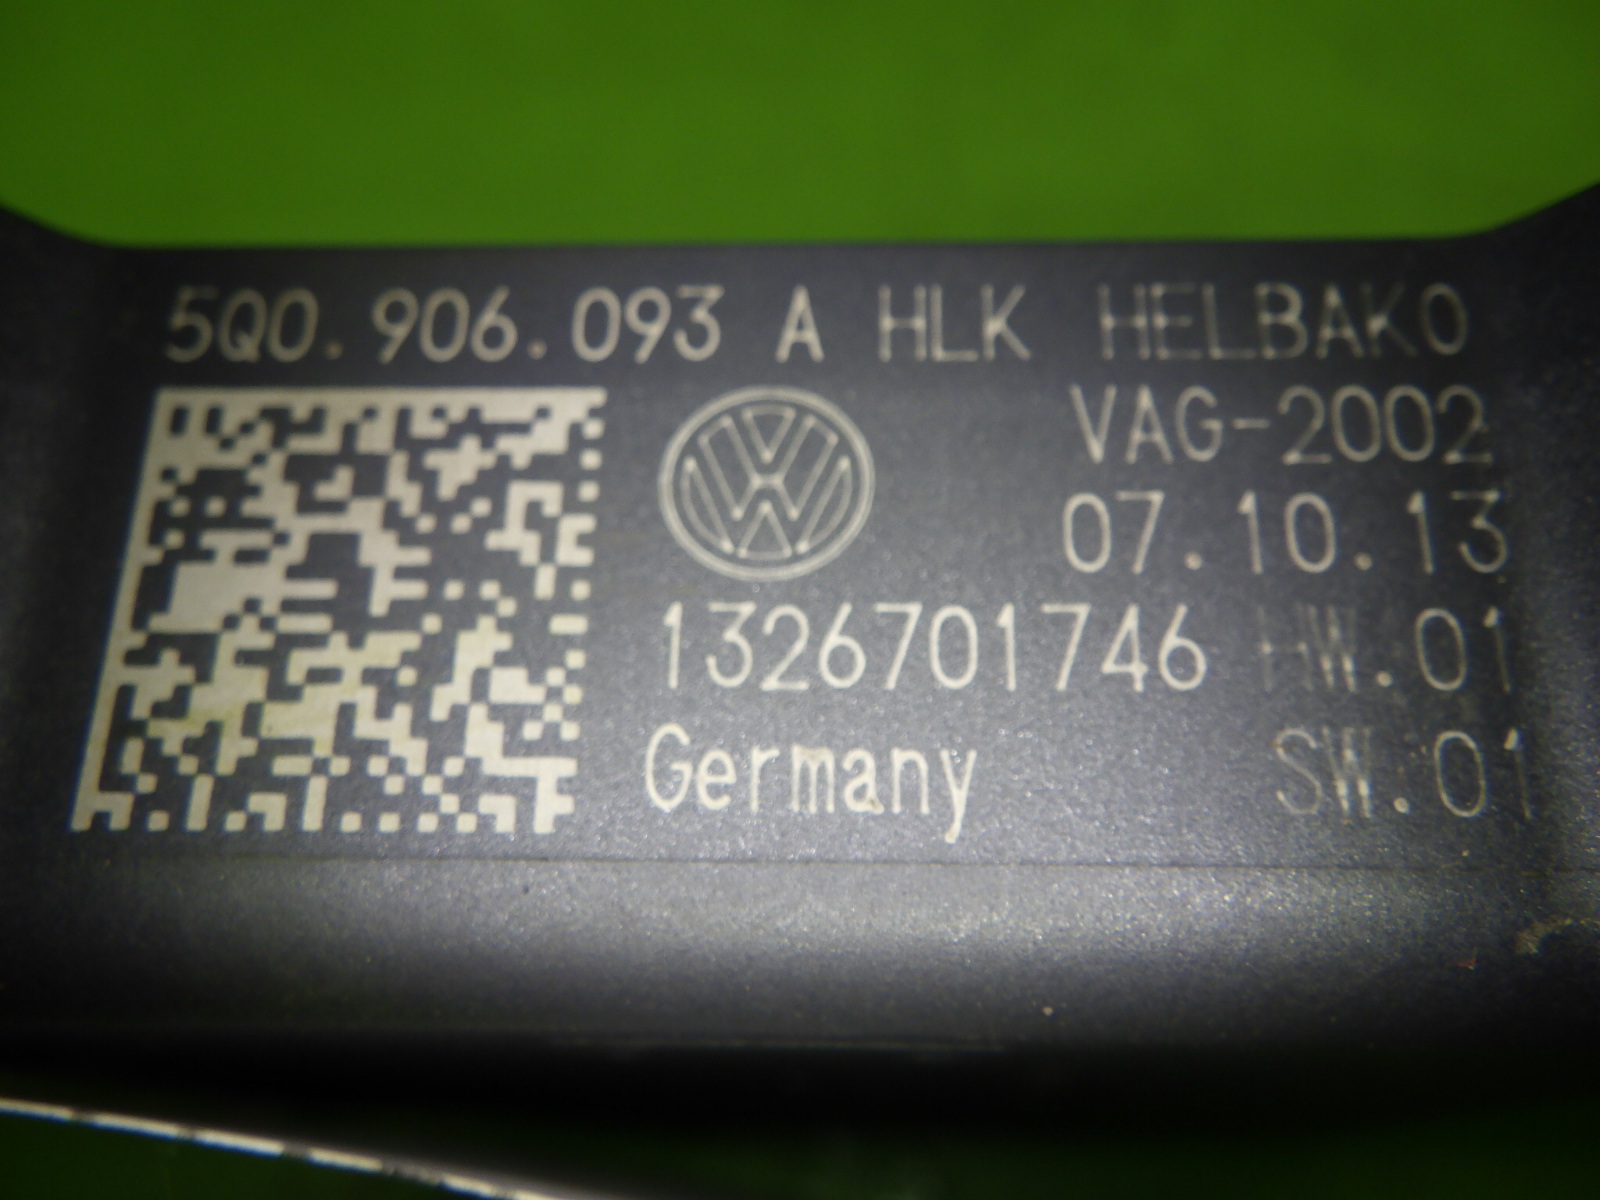 5Q0.906.093 A HLK HELBAKO
VAG-2002
07.10.13
1326701746 HW.01
Germany SW.01